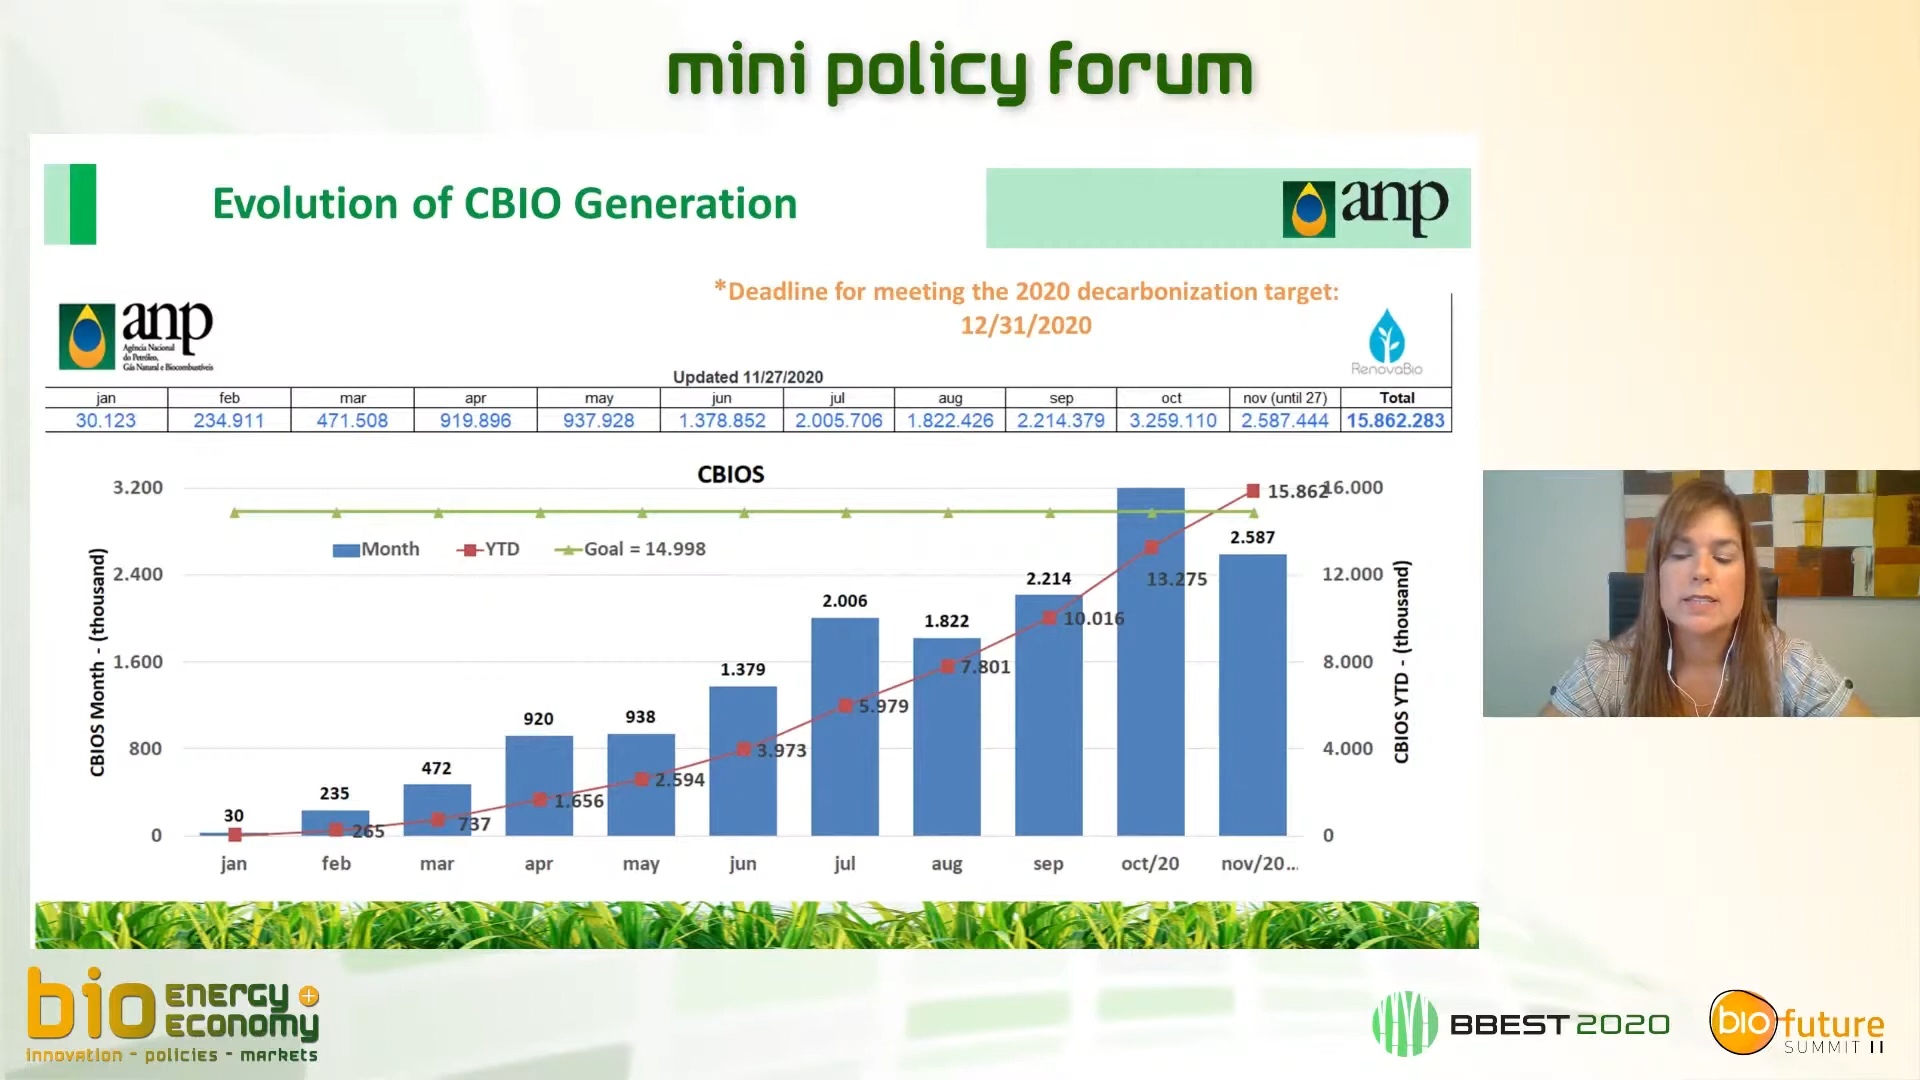 mini policy forum
Evolution of CBIO Generation
anp
*Deadline for meeting the 2020 decarbonization target:
12/31/2020
anp
Agência Nacional
do Petróleo,
Gás Natural e Biocombustíveis
RenovaBio
Updated 11/27/2020
jan feb mar apr may jun jul aug sep oct nov (until 27) Total
30.123 234.911 471.508 919.896 937.928 1.378.852 2.005.706 1.822.426 2.214.379 3.259.110 2.587.444 15.862.283
CBIOS
3.200 15.862 16.000
Month YTD Goal = 14.998
2.587
2.400 2.214 13.275 12.000
2.006
1.822 10.016
1.600 1.379 7.801 8.000
5.979
920 938
800 472 3.973 4.000
235 2.594
30 1.656
265 737
0 0
CBIOS Month - (thousand)
CBIOS YTD - (thousand)
jan feb mar apr may jun jul aug sep oct/20 nov/20...
bio ENERGY +
ECONOMY
innovation - policies - markets
BBEST 2020
biofuture
SUMMIT II